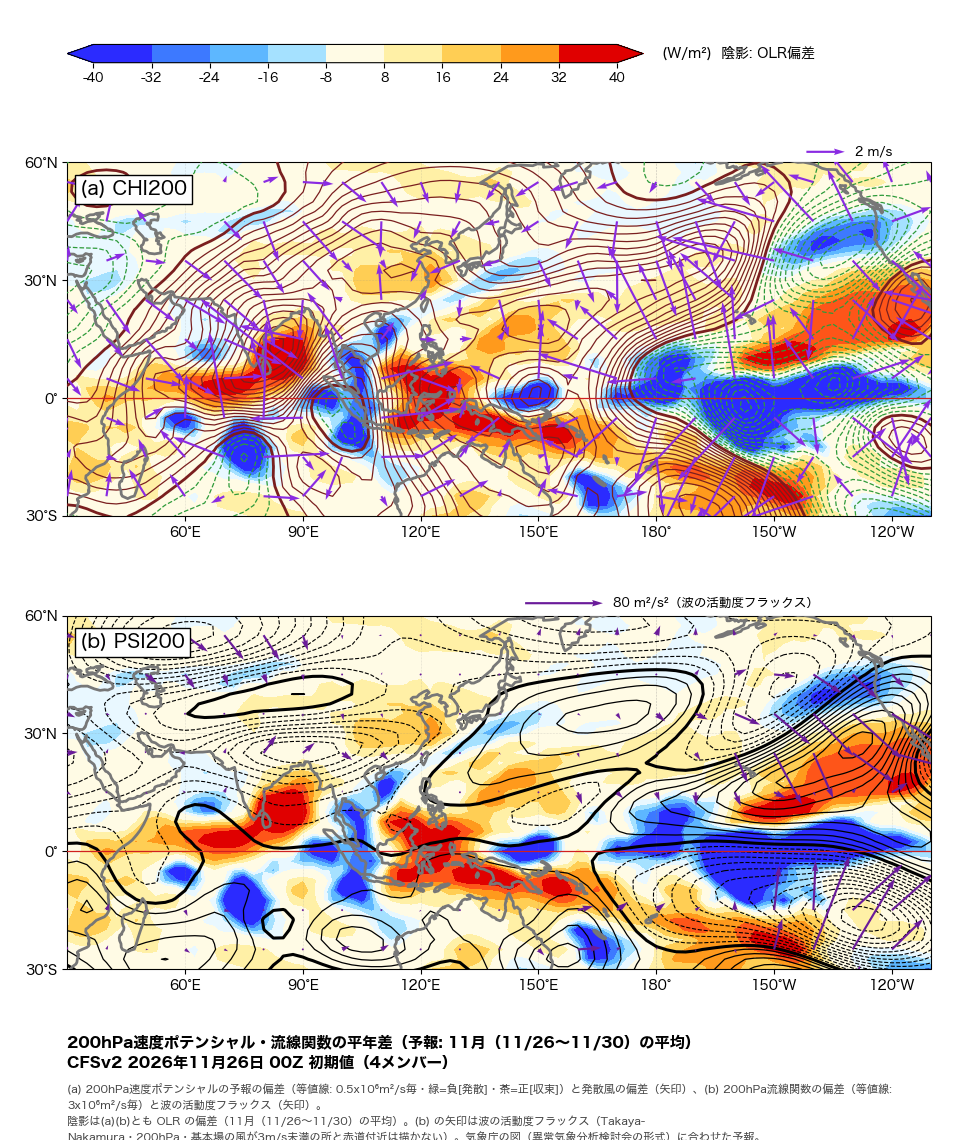 (W/m²) 陰影: OLR偏差
-40 -32 -24 -16 -8 8 16 24 32 40
2 m/s
(a) CHI200
60°N
30°N
0°
30°S
60°E 90°E 120°E 150°E 180° 150°W 120°W
80 m²/s²（波の活動度フラックス）
(b) PSI200
60°N
30°N
0°
30°S
60°E 90°E 120°E 150°E 180° 150°W 120°W
200hPa速度ポテンシャル・流線関数の平年差（予報: 11月（11/26〜11/30）の平均）
CFSv2 2026年11月26日 00Z 初期値（4メンバー）
(a) 200hPa速度ポテンシャルの予報の偏差（等値線: 0.5x10⁶m²/s毎・緑=負[発散]・茶=正[収束]）と発散風の偏差（矢印）、(b) 200hPa流線関数の偏差（等値線:
3x10⁶m²/s毎）と波の活動度フラックス（矢印）。
陰影は(a)(b)とも OLR の偏差（11月（11/26〜11/30）の平均）。(b) の矢印は波の活動度フラックス（Takaya-
Nakamura・200hPa・基本場の風が3m/s未満の所と赤道付近は描かない）。気象庁の図（異常気象分析検討会の形式）に合わせた予報。